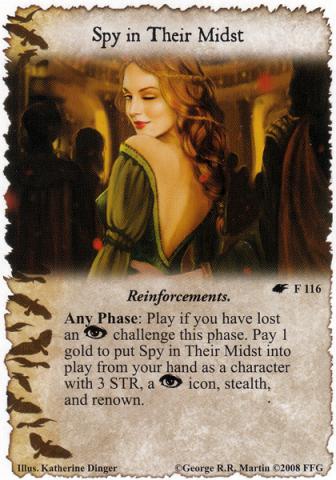 Spy in Their Midst
F 116
Reinforcements.
Any Phase: Play if you have lost
an challenge this phase. Pay 1
gold to put Spy in Their Midst into
play from your hand as a character
with 3 STR, a icon, stealth,
and renown.
Illus. Katherine Dinger ©George R.R. Martin ©2008 FFG